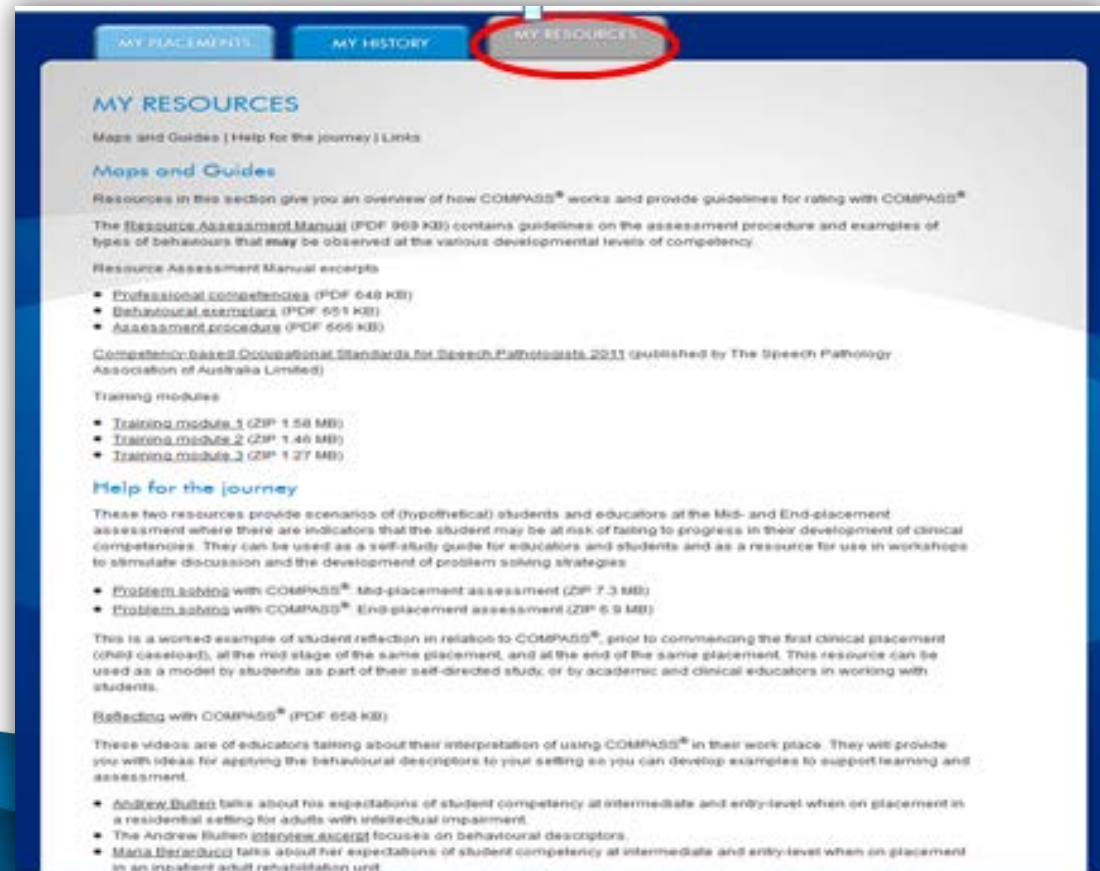 MY PLACEMENTS
MY HISTORY
MY RESOURCES
MY RESOURCES
Maps and Guides | Help for the journey | Links
Maps and Guides
Resources in this section give you an overview of how COMPASS® works and provide guidelines for rating with COMPASS®
The Resource Assessment Manual (PDF 969 KB) contains guidelines on the assessment procedure and examples of
types of behaviours that may be observed at the various developmental levels of competency.
Resource Assessment Manual excerpts
• Professional competencies (PDF 648 KB)
• Behavioural exemplars (PDF 651 KB)
• Assessment procedure (PDF 666 KB)
Competency-based Occupational Standards for Speech Pathologists 2011 (published by The Speech Pathology
Association of Australia Limited)
Training modules
• Training module 1 (ZIP 1.58 MB)
• Training module 2 (ZIP 1.46 MB)
• Training module 3 (ZIP 1.27 MB)
Help for the journey
These two resources provide scenarios of (hypothetical) students and educators at the Mid- and End-placement
assessment where there are indicators that the student may be at risk of failing to progress in their development of clinical
competencies. They can be used as a self-study guide for educators and students and as a resource for use in workshops
to stimulate discussion and the development of problem solving strategies
• Problem solving with COMPASS®: Mid-placement assessment (ZIP 7.3 MB)
• Problem solving with COMPASS®: End-placement assessment (ZIP 6.9 MB)
This is a worked example of student reflection in relation to COMPASS®, prior to commencing the first clinical placement
(child caseload), at the mid stage of the same placement, and at the end of the same placement. This resource can be
used as a model by students as part of their self-directed study, or by academic and clinical educators in working with
students.
Reflecting with COMPASS® (PDF 658 KB)
These videos are of educators talking about their interpretation of using COMPASS® in their work place. They will provide
you with ideas for applying the behavioural descriptors to your setting so you can develop examples to support learning and
assessment.
• Andrew Bullen talks about his expectations of student competency at intermediate and entry-level when on placement in
a residential setting for adults with intellectual impairment.
• The Andrew Bullen interview excerpt focuses on behavioural descriptors.
• Maria Berarducci talks about her expectations of student competency at intermediate and entry-level when on placement
in an inpatient adult rehabilitation unit.